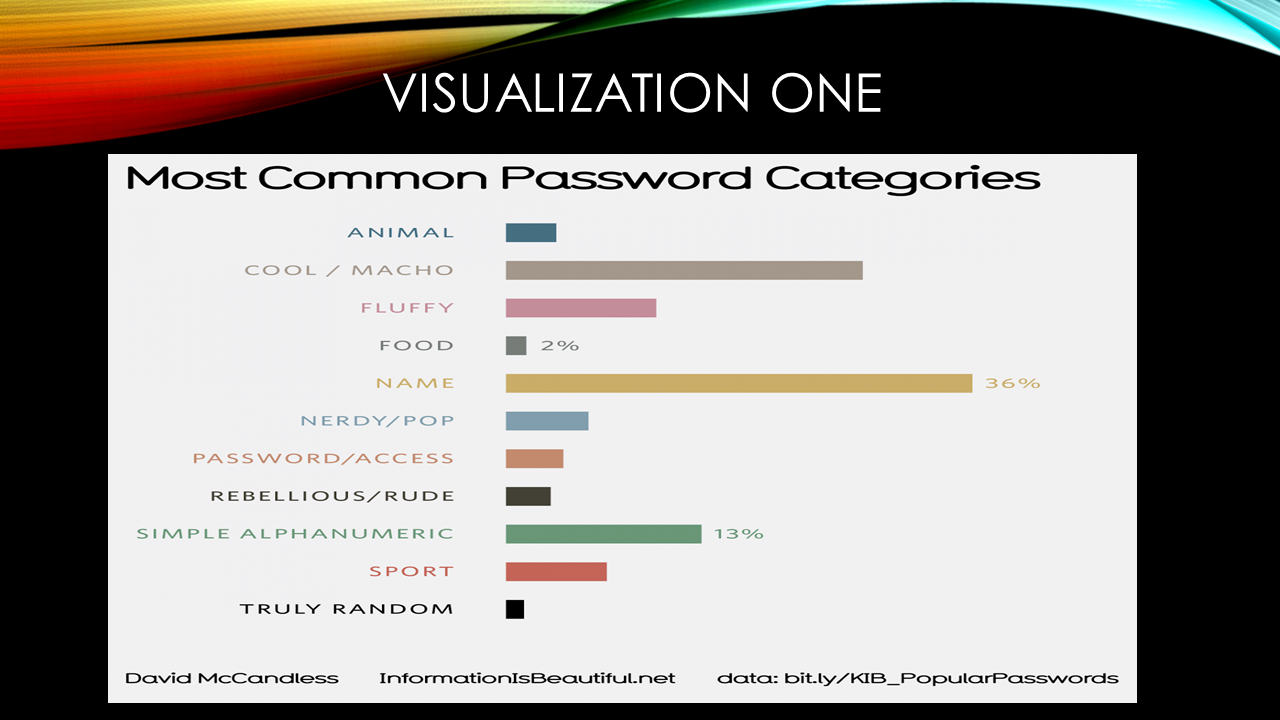 VISUALIZATION ONE
Most Common Password Categories
ANIMAL
COOL / MACHO
FLUFFY
FOOD 2%
NAME 36%
NERDY/POP
PASSWORD/ACCESS
REBELLIOUS/RUDE
SIMPLE ALPHANUMERIC 13%
SPORT
TRULY RANDOM
David McCandless InformationIsBeautiful.net data: bit.ly/KIB_PopularPasswords